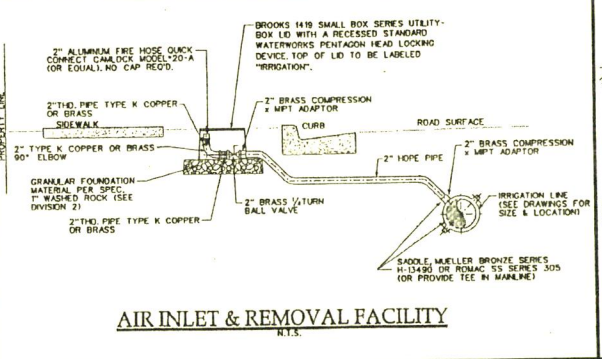 BROOKS 1419 SMALL BOX SERIES UTILITY-
BOX LID WITH A RECESSED STANDARD
WATERWORKS PENTAGON HEAD LOCKING
DEVICE. TOP OF LID TO BE LABELED
"IRRIGATION".
2" ALUMINUM FIRE HOSE QUICK
CONNECT CAMLOCK MODEL•20-A
(OR EQUAL). NO CAP REQ'D.
2"THD. PIPE TYPE K COPPER
OR BRASS
2" BRASS COMPRESSION
x MPT ADAPTOR
PROPERTY LINE
SIDEWALK
CURB
ROAD SURFACE
2" TYPE K COPPER OR BRASS
90° ELBOW
2" BRASS COMPRESSION
x MPT ADAPTOR
2" HDPE PIPE
GRANULAR FOUNDATION
MATERIAL PER SPEC.
1" WASHED ROCK (SEE
DIVISION 2)
IRRIGATION LINE
(SEE DRAWINGS FOR
SIZE & LOCATION)
2"THD. PIPE TYPE K COPPER
OR BRASS
2" BRASS ¼ TURN
BALL VALVE
SADDLE, MUELLER BRONZE SERIES
H-13490 OR ROMAC SS SERIES 305
(OR PROVIDE TEE IN MAINLINE)
AIR INLET & REMOVAL FACILITY
N.T.S.